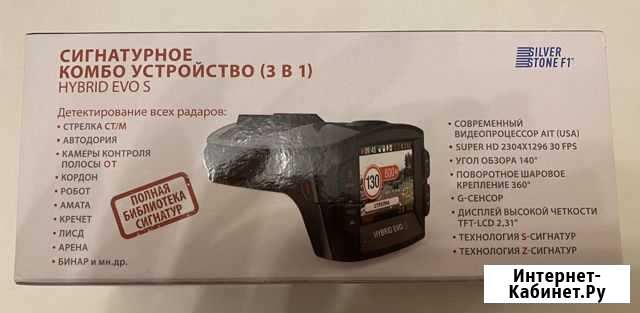 СИГНАТУРНОЕ
КОМБО УСТРОЙСТВО (3 В 1)
HYBRID EVO S
Детектирование всех радаров:
• СТРЕЛКА СТ/М
• АВТОДОРИЯ
• КАМЕРЫ КОНТРОЛЯ
ПОЛОСЫ ОТ
• КОРДОН
• РОБОТ
• АМАТА
• КРЕЧЕТ
• ЛИСД
• АРЕНА
• БИНАР и мн.др.
ПОЛНАЯ
БИБЛИОТЕКА
СИГНАТУР
130
600м
СТРЕЛКА
HYBRID EVO S
SILVER
STONE F1®
• СОВРЕМЕННЫЙ
ВИДЕОПРОЦЕССОР AIT (USA)
• SUPER HD 2304X1296 30 FPS
• УГОЛ ОБЗОРА 140°
• ПОВОРОТНОЕ ШАРОВОЕ
КРЕПЛЕНИЕ 360°
• G-СЕНСОР
• ДИСПЛЕЙ ВЫСОКОЙ ЧЕТКОСТИ
TFT-LCD 2,31"
• ТЕХНОЛОГИЯ S-СИГНАТУР
• ТЕХНОЛОГИЯ Z-СИГНАТУР
Интернет-
Кабинет.Ру